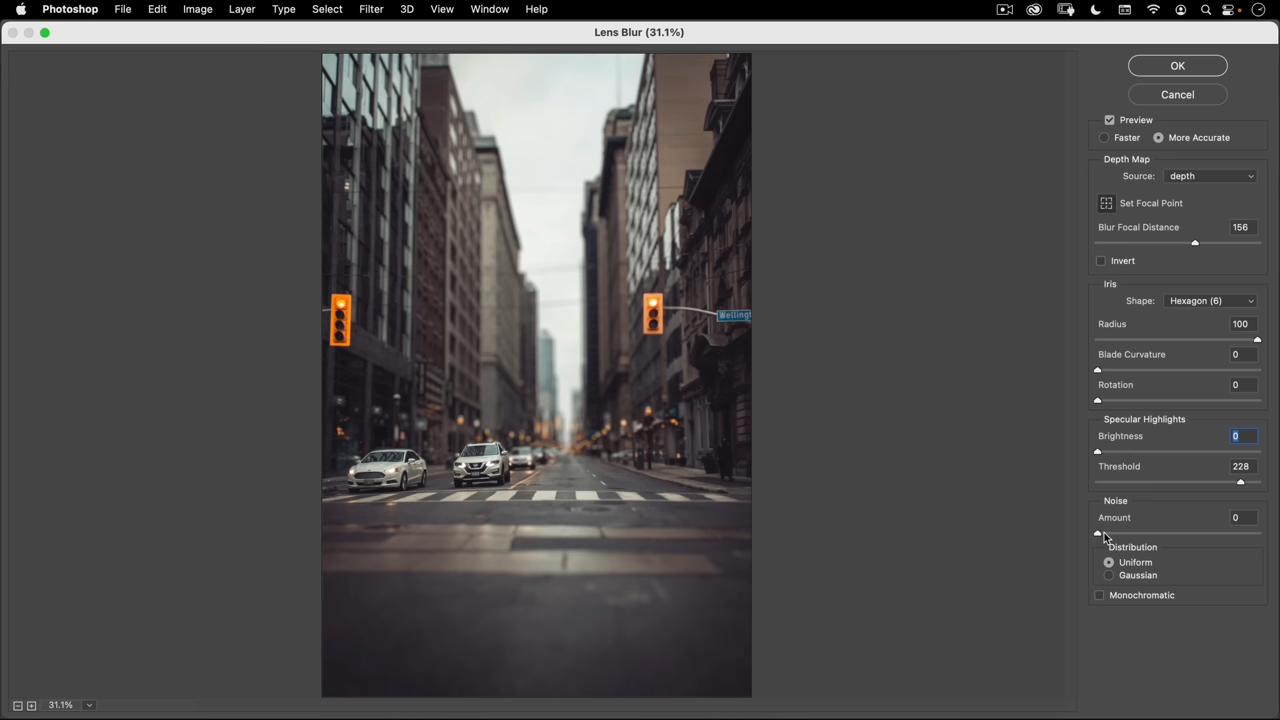 Photoshop File Edit Image Layer Type Select Filter 3D View Window Help
Lens Blur (31.1%)
OK
Cancel
Preview
Faster More Accurate
Depth Map
Source: depth
Set Focal Point
Blur Focal Distance 156
Invert
Iris
Shape: Hexagon (6)
Radius 100
Blade Curvature 0
Rotation 0
Specular Highlights
Brightness 0
Threshold 228
Noise
Amount 0
Distribution
Uniform
Gaussian
Monochromatic
Wellingt
31.1%